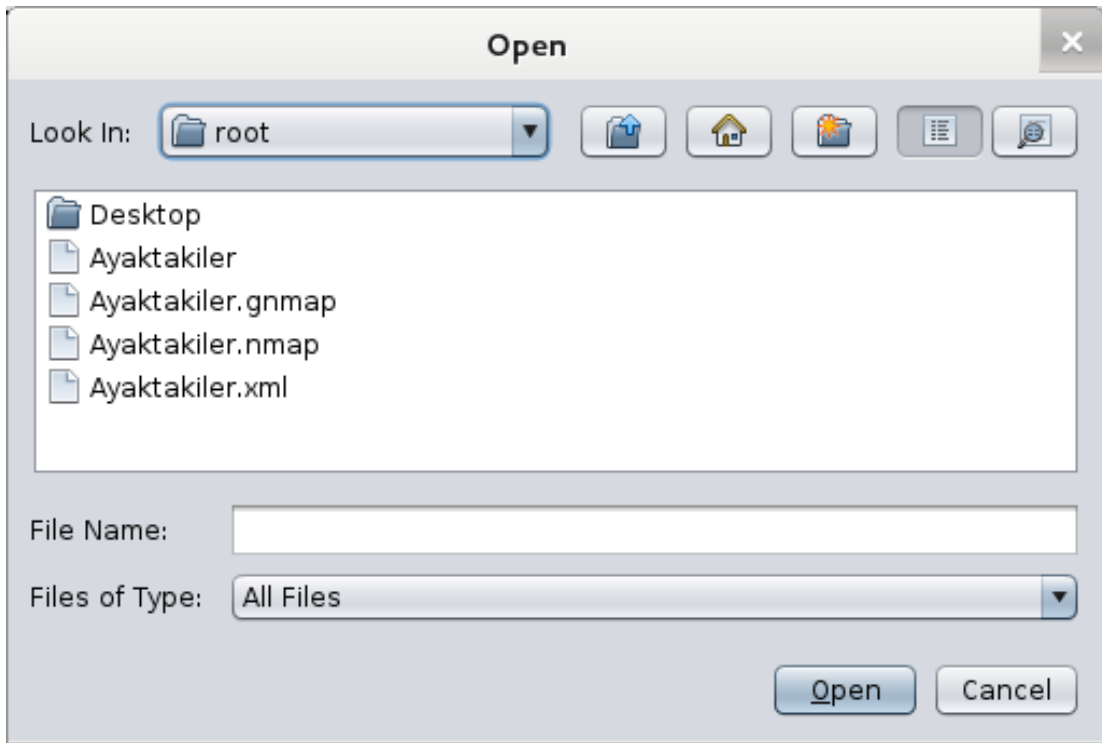 Open
Look In: root
Desktop
Ayaktakiler
Ayaktakiler.gnmap
Ayaktakiler.nmap
Ayaktakiler.xml
File Name:
Files of Type: All Files
Open Cancel